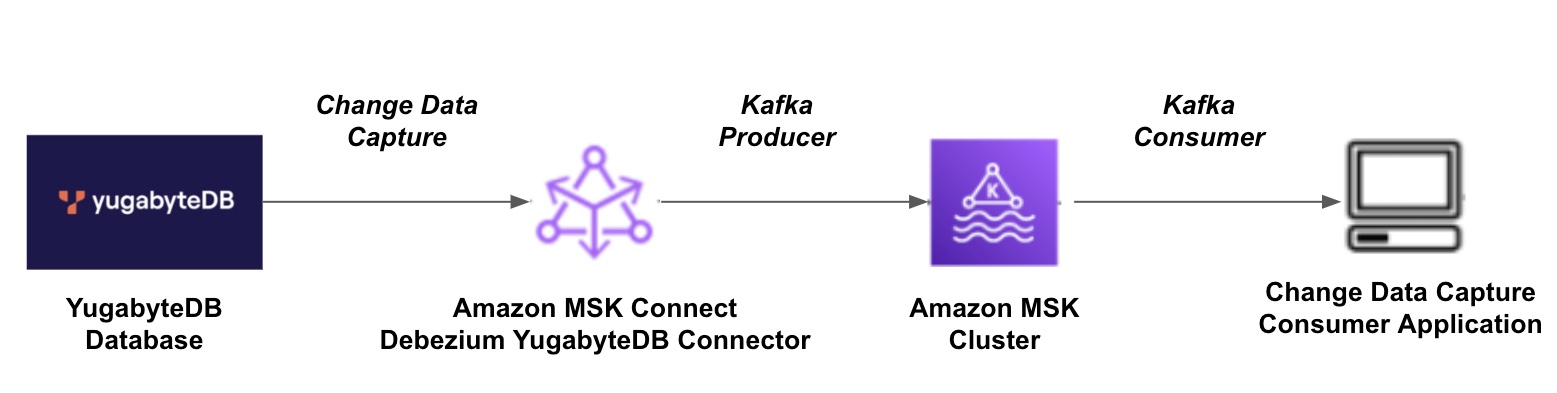 Change Data
Capture
Kafka
Producer
Kafka
Consumer
yugabyteDB
K
YugabyteDB
Database
Amazon MSK Connect
Debezium YugabyteDB Connector
Amazon MSK
Cluster
Change Data Capture
Consumer Application